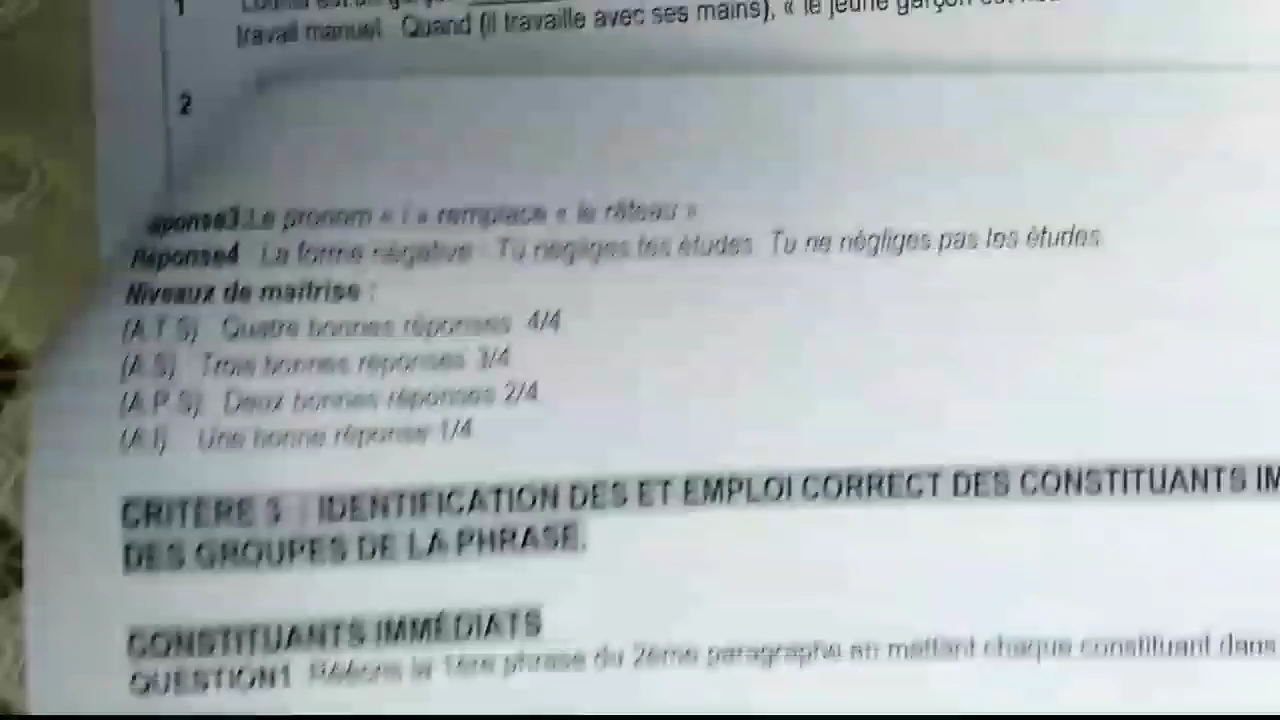 1
travail manuel. Quand (il travaille avec ses mains), « le jeune garçon
2
éponse3 Le pronom « l » remplace « le râteau »
Réponse4 La forme négative : Tu négliges tes études. Tu ne négliges pas tes études
Niveaux de maîtrise :
(A.T.S) Quatre bonnes réponses 4/4
(A.S) Trois bonnes réponses 3/4
(A.P.S) Deux bonnes réponses 2/4
(A.I) Une bonne réponse 1/4
CRITÈRE 3 : IDENTIFICATION DES ET EMPLOI CORRECT DES CONSTITUANTS IM
DES GROUPES DE LA PHRASE.
CONSTITUANTS IMMÉDIATS
QUESTION1 la 1ère phrase du 2ème paragraphe en mettant chaque constituant dans